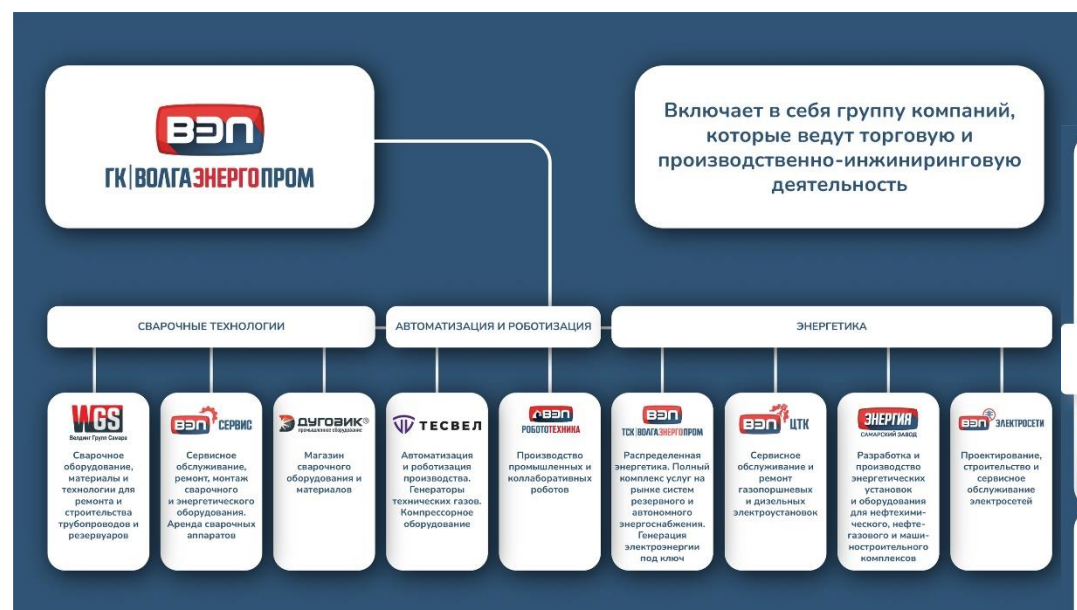 ВЭП
ГК|ВОЛГАЭНЕРГОПРОМ
Включает в себя группу компаний,
которые ведут торговую и
производственно-инжиниринговую
деятельность
СВАРОЧНЫЕ ТЕХНОЛОГИИ
АВТОМАТИЗАЦИЯ И РОБОТИЗАЦИЯ
ЭНЕРГЕТИКА
WGS
Велдинг Групп Самара
Сварочное
оборудование,
материалы и
технологии для
ремонта и
строительства
трубопроводов и
резервуаров
ВЭП СЕРВИС
Сервисное
обслуживание,
ремонт, монтаж
сварочного
и энергетического
оборудования.
Аренда сварочных
аппаратов
ДУГОВИК®
промышленное оборудование
Магазин
сварочного
оборудования и
материалов
ТЕСВЕЛ
Автоматизация
и роботизация
производства.
Генераторы
технических газов.
Компрессорное
оборудование
ВЭП
РОБОТОТЕХНИКА
Производство
промышленных и
коллаборативных
роботов
ВЭП
ТСК|ВОЛГАЭНЕРГОПРОМ
Распределенная
энергетика. Полный
комплекс услуг на
рынке систем
резервного и
автономного
энергоснабжения.
Генерация
электроэнергии
под ключ
ВЭП ЦТК
Сервисное
обслуживание и
ремонт
газопоршневых
и дизельных
электроустановок
ЭНЕРГИЯ
САМАРСКИЙ ЗАВОД
Разработка и
производство
энергетических
установок
и оборудования
для нефтехими-
ческого, нефте-
газового и маши-
ностроительного
комплексов
ВЭП ЭЛЕКТРОСЕТИ
Проектирование,
строительство и
сервисное
обслуживание
электросетей